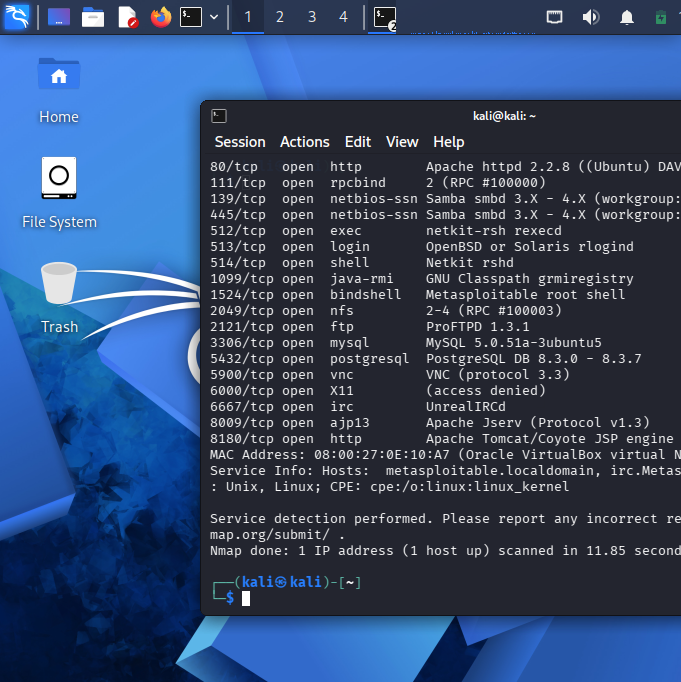 1 2 3 4
2
Home
File System
Trash
kali@kali: ~
Session Actions Edit View Help
80/tcp open http Apache httpd 2.2.8 ((Ubuntu) DAV
111/tcp open rpcbind 2 (RPC #100000)
139/tcp open netbios-ssn Samba smbd 3.X - 4.X (workgroup:
445/tcp open netbios-ssn Samba smbd 3.X - 4.X (workgroup:
512/tcp open exec netkit-rsh rexecd
513/tcp open login OpenBSD or Solaris rlogind
514/tcp open shell Netkit rshd
1099/tcp open java-rmi GNU Classpath grmiregistry
1524/tcp open bindshell Metasploitable root shell
2049/tcp open nfs 2-4 (RPC #100003)
2121/tcp open ftp ProFTPD 1.3.1
3306/tcp open mysql MySQL 5.0.51a-3ubuntu5
5432/tcp open postgresql PostgreSQL DB 8.3.0 - 8.3.7
5900/tcp open vnc VNC (protocol 3.3)
6000/tcp open X11 (access denied)
6667/tcp open irc UnrealIRCd
8009/tcp open ajp13 Apache Jserv (Protocol v1.3)
8180/tcp open http Apache Tomcat/Coyote JSP engine
MAC Address: 08:00:27:0E:10:A7 (Oracle VirtualBox virtual N
Service Info: Hosts:  metasploitable.localdomain, irc.Metas
: Unix, Linux; CPE: cpe:/o:linux:linux_kernel
Service detection performed. Please report any incorrect re
map.org/submit/ .
Nmap done: 1 IP address (1 host up) scanned in 11.85 second
┌──(kali㉿kali)-[~]
└─$